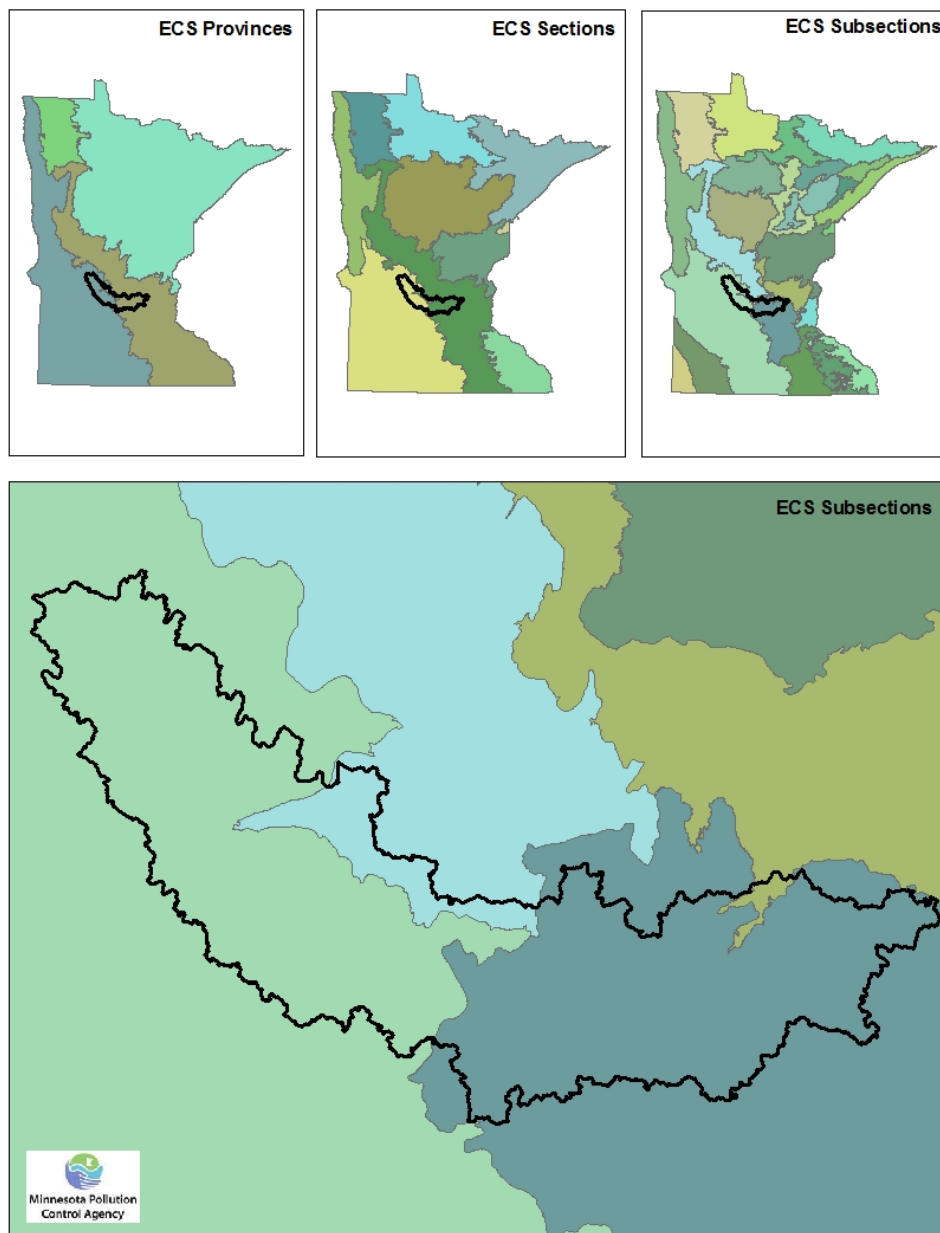 ECS Provinces
ECS Sections
ECS Subsections
ECS Subsections
Minnesota Pollution
Control Agency